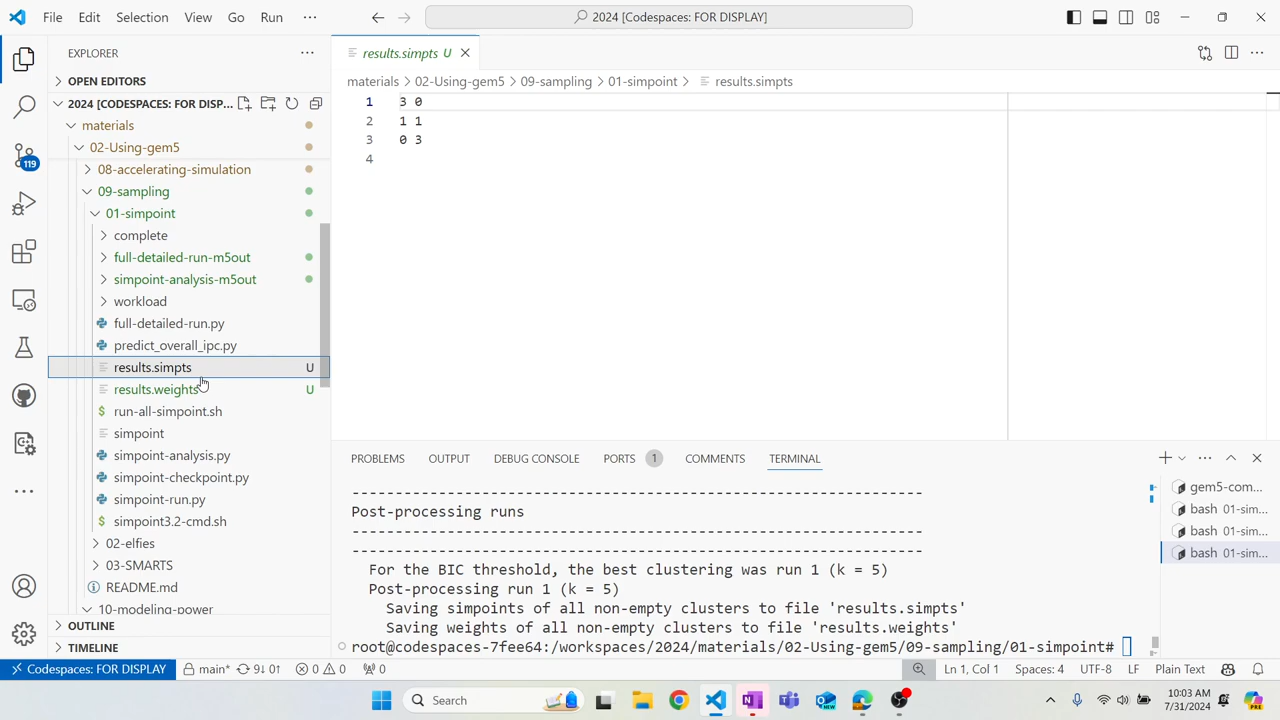 File Edit Selection View Go Run ···
2024 [Codespaces: FOR DISPLAY]
EXPLORER
OPEN EDITORS
2024 [CODESPACES: FOR DISP...
materials
02-Using-gem5
08-accelerating-simulation
09-sampling
01-simpoint
complete
full-detailed-run-m5out
simpoint-analysis-m5out
workload
full-detailed-run.py
predict_overall_ipc.py
results.simpts U
results.weights U
run-all-simpoint.sh
simpoint
simpoint-analysis.py
simpoint-checkpoint.py
simpoint-run.py
simpoint3.2-cmd.sh
02-elfies
03-SMARTS
README.md
10-modeling-power
OUTLINE
TIMELINE
119
results.simpts U
materials > 02-Using-gem5 > 09-sampling > 01-simpoint > results.simpts
1 3 0
2 1 1
3 0 3
4
PROBLEMS OUTPUT DEBUG CONSOLE PORTS 1 COMMENTS TERMINAL
--------------------------------------------------------------
Post-processing runs
--------------------------------------------------------------
--------------------------------------------------------------
For the BIC threshold, the best clustering was run 1 (k = 5)
Post-processing run 1 (k = 5)
Saving simpoints of all non-empty clusters to file 'results.simpts'
Saving weights of all non-empty clusters to file 'results.weights'
root@codespaces-7fee64:/workspaces/2024/materials/02-Using-gem5/09-sampling/01-simpoint#
gem5-com...
bash 01-sim...
bash 01-sim...
bash 01-sim...
Codespaces: FOR DISPLAY main* 9↓ 0↑ 0 0 0 Ln 1, Col 1 Spaces: 4 UTF-8 LF Plain Text
Search
10:03 AM
7/31/2024